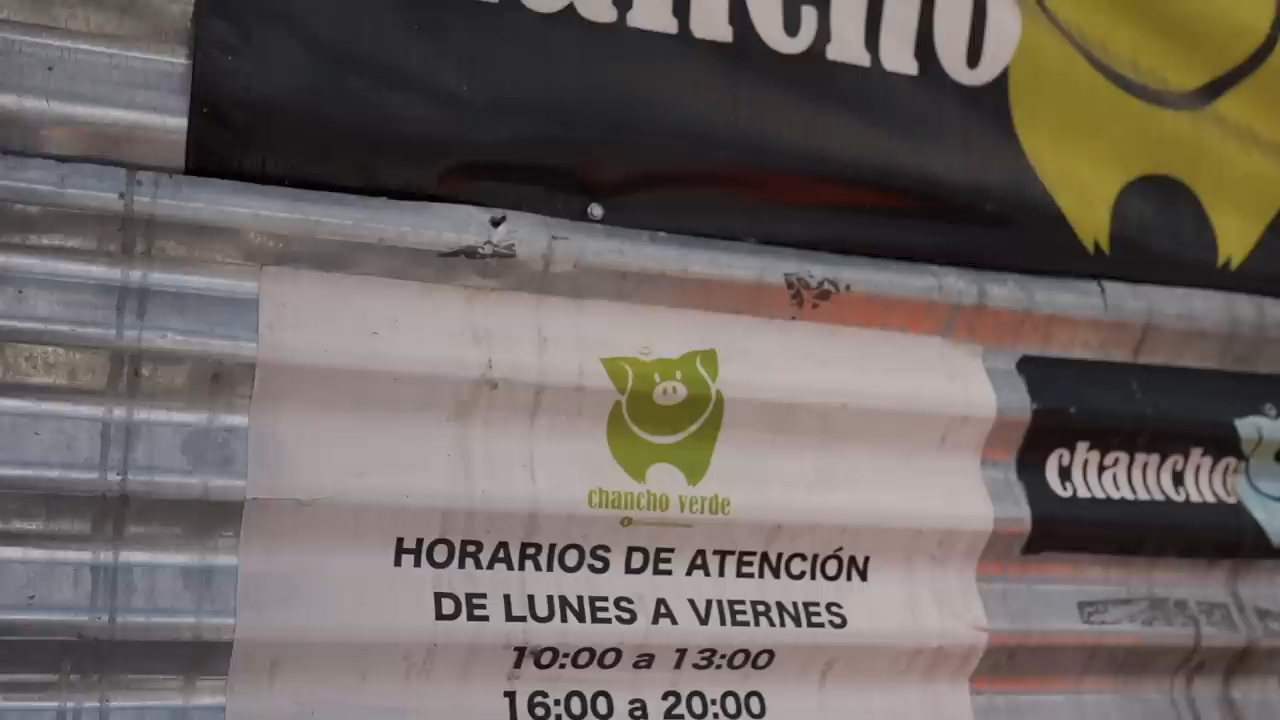 chancho
chancho verde
HORARIOS DE ATENCIÓN
DE LUNES A VIERNES
10:00 a 13:00
16:00 a 20:00
chancho